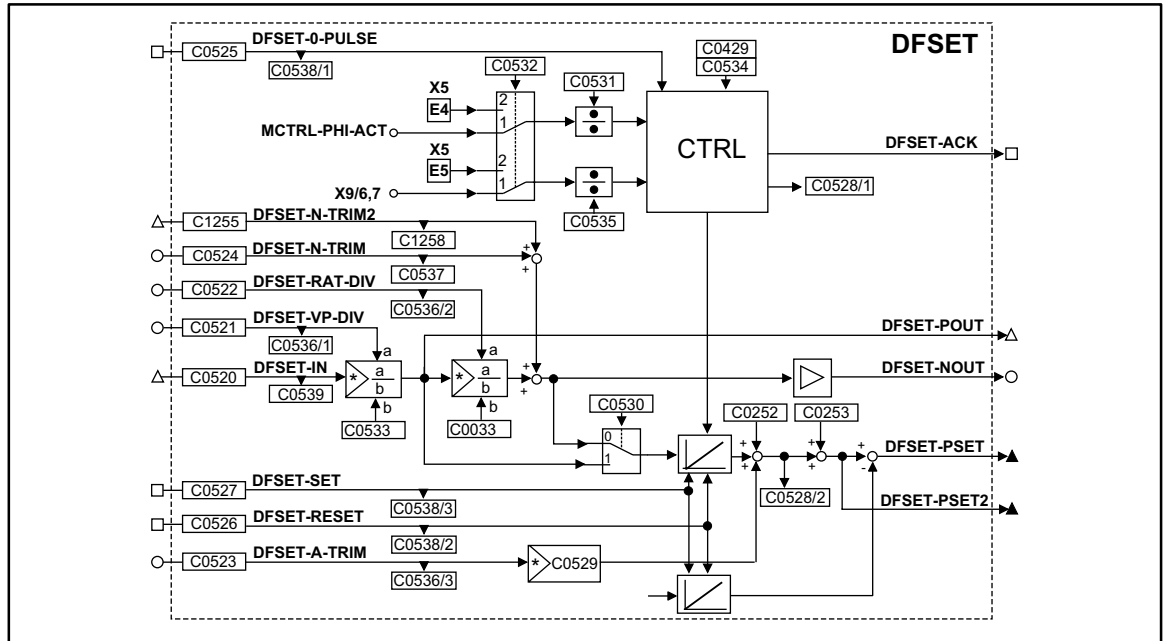 DFSET
C0525 DFSET-0-PULSE
C0538/1
C0429
C0534
C0532
C0531
X5
E4
2
1
MCTRL-PHI-ACT
CTRL
DFSET-ACK
X5
E5
2
1
X9/6,7
C0535
C0528/1
C1255 DFSET-N-TRIM2
C1258
+
+
C0524 DFSET-N-TRIM
C0537
C0522 DFSET-RAT-DIV
C0536/2
C0521 DFSET-VP-DIV
C0536/1
DFSET-POUT
a
a
C0520 DFSET-IN
C0539
* a
b
* a
b
+
+
DFSET-NOUT
b
b
C0533
C0033
C0530
C0252
C0253
0
1
+
+
+
+
+
-
DFSET-PSET
C0527 DFSET-SET
C0538/3
C0528/2
DFSET-PSET2
C0526 DFSET-RESET
C0538/2
C0523 DFSET-A-TRIM
C0536/3
* C0529